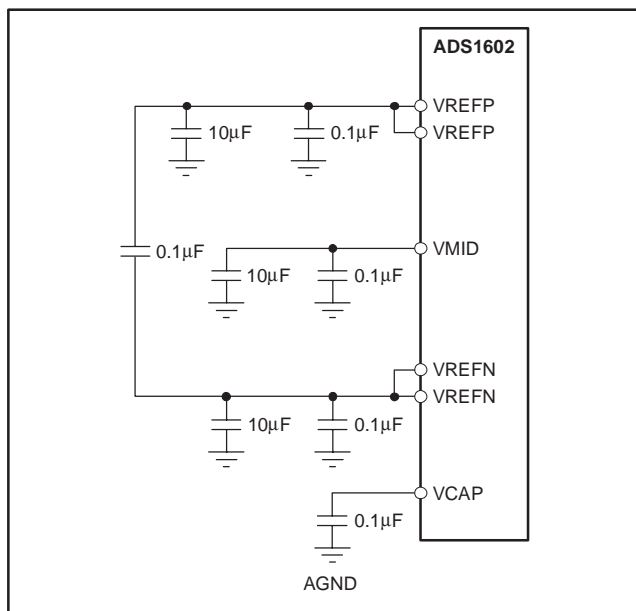 ADS1602
VREFP
10μF 0.1μF VREFP
0.1μF VMID
10μF 0.1μF
VREFN
VREFN
10μF 0.1μF
VCAP
0.1μF
AGND